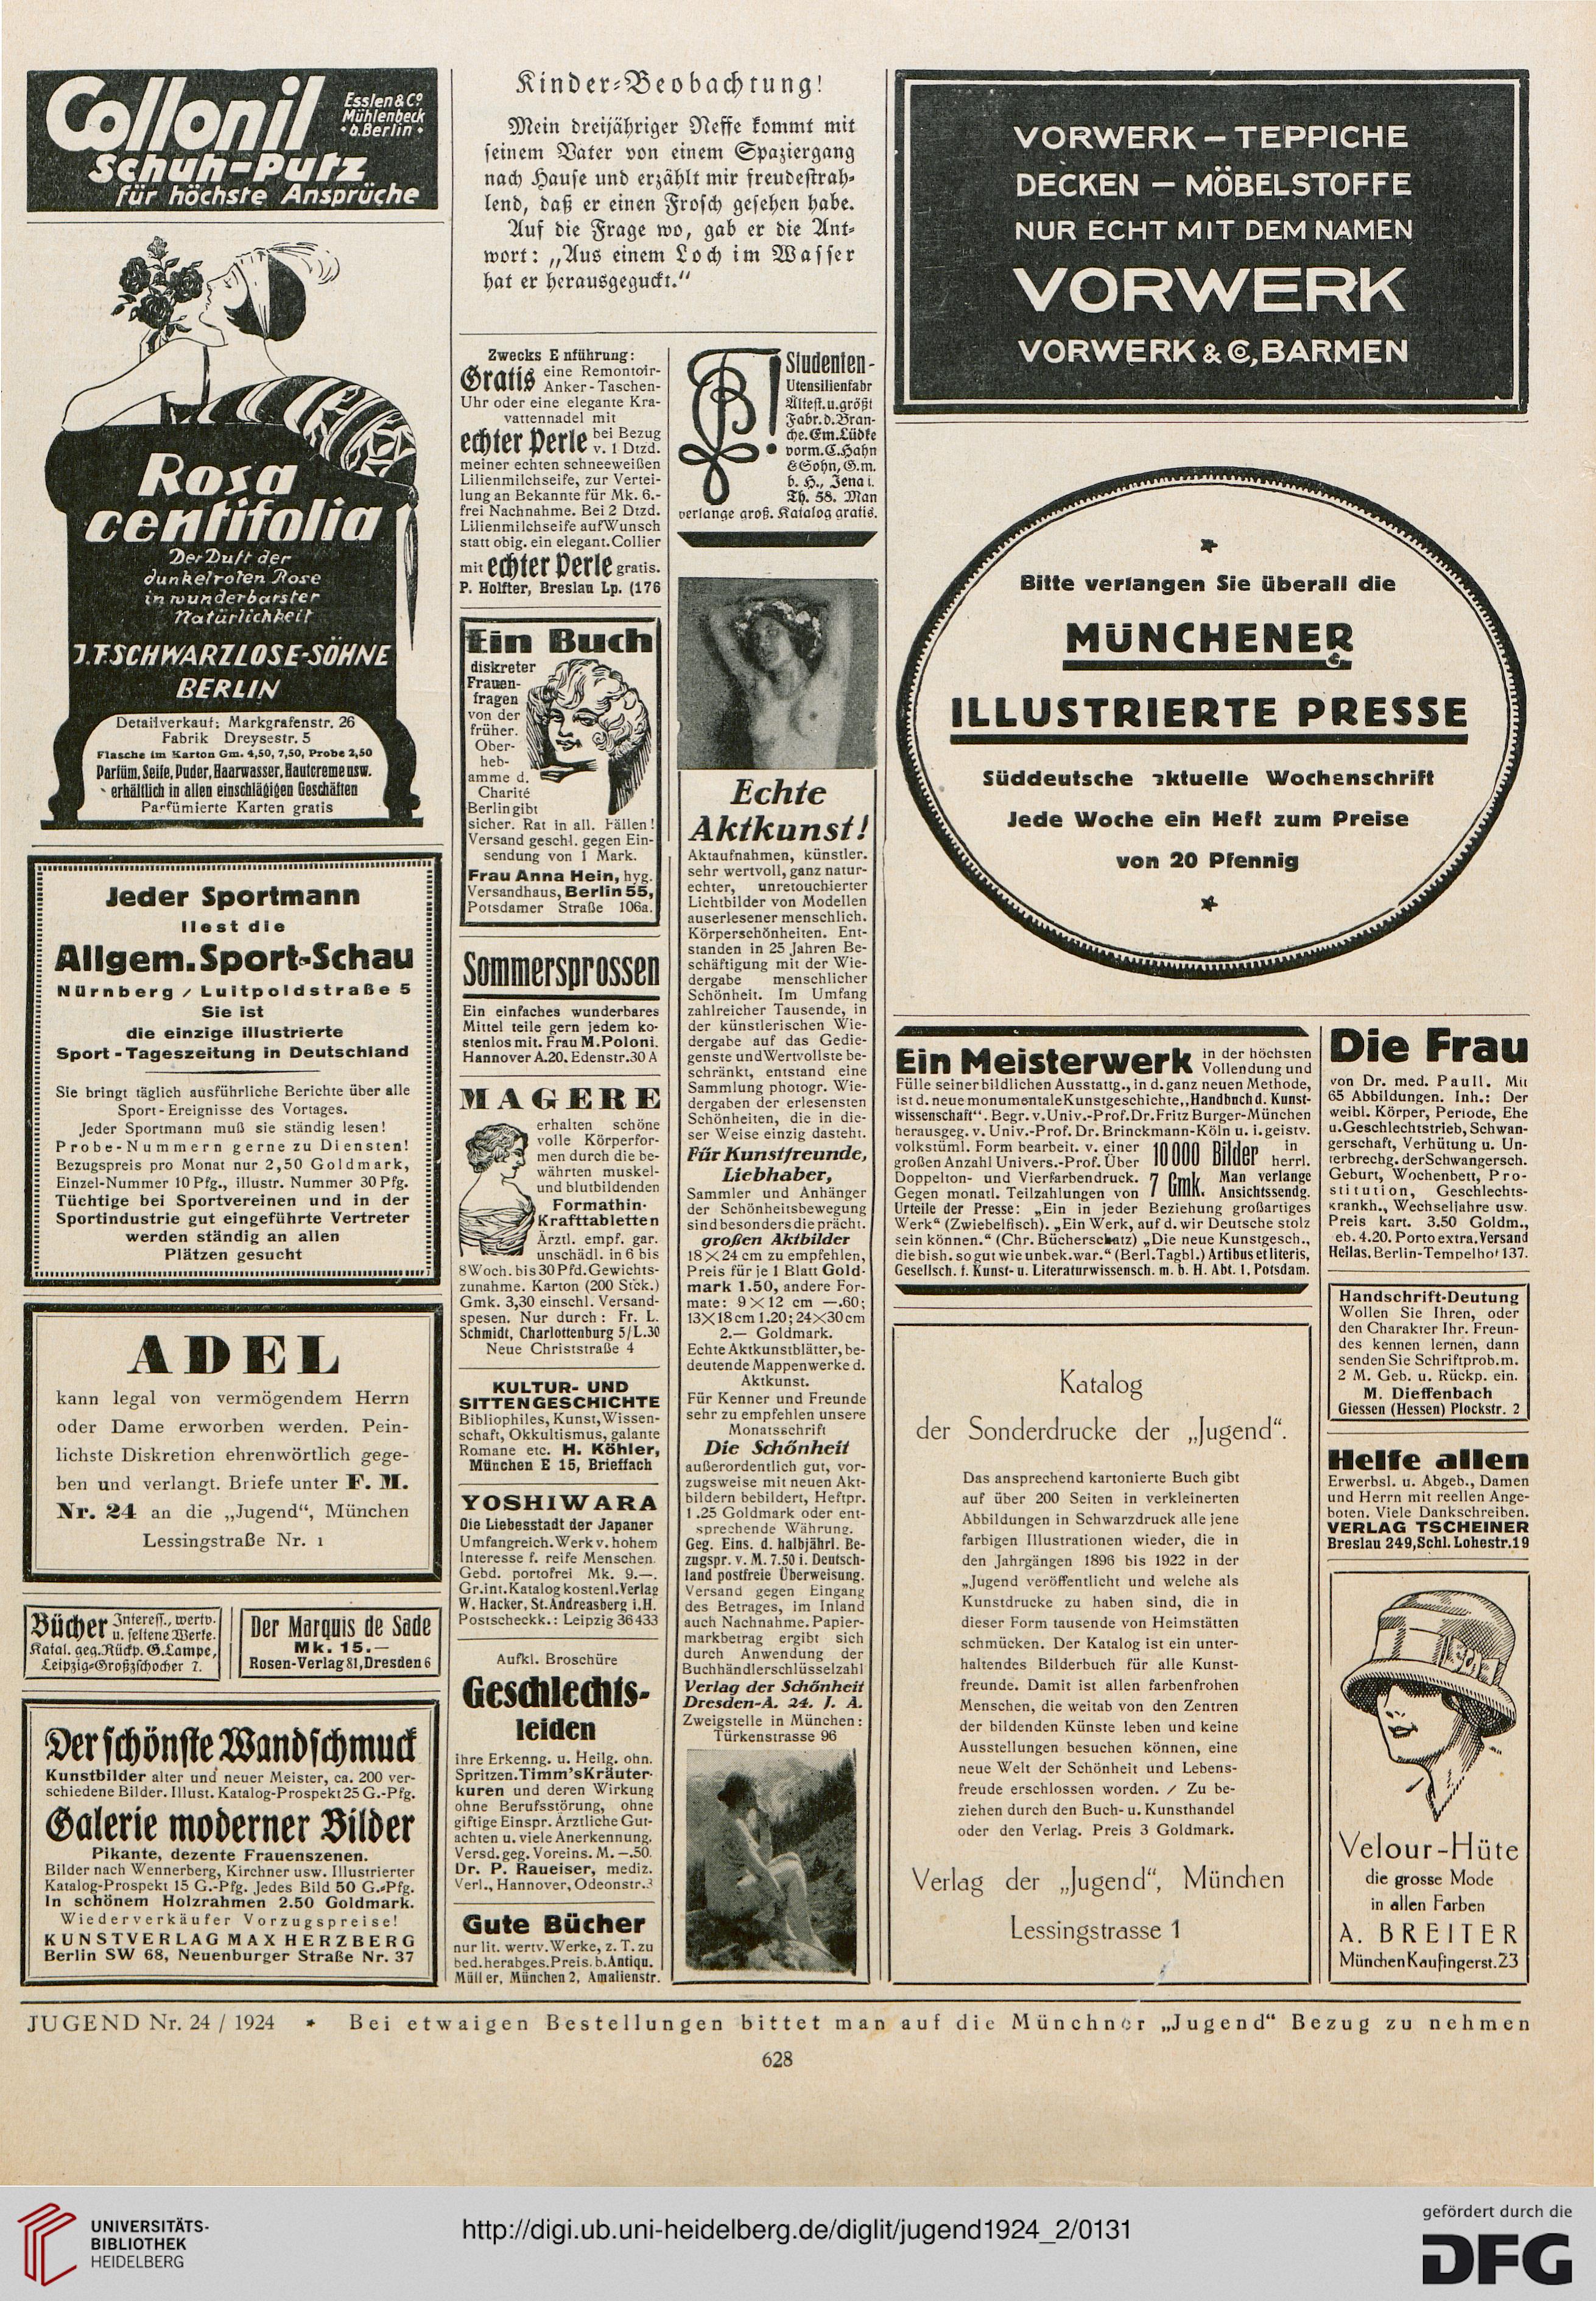 Collonil
Esslen & Co
Mühlenbeck
b. Berlin
Schuh-Putz
für höchste Ansprüche
Rosa
centifolia
Der Duft der
dunkelroten Rose
in wunderbarster
Natürlichkeit
J.F. SCHWARZLOSE-SÖHNE
BERLIN
Detailverkauf: Markgrafenstr. 26
Fabrik Dreysestr. 5
Flasche im Karton Gm. 4,50, 7,50, Probe 2,50
Parfüm, Seife, Puder, Haarwasser, Hautcreme usw.
erhältlich in allen einschlägigen Geschäften
Parfümierte Karten gratis
Jeder Sportmann
liest die
Allgem. Sport-Schau
Nürnberg / Luitpoldstraße 5
Sie ist
die einzige illustrierte
Sport-Tageszeitung in Deutschland
Sie bringt täglich ausführliche Berichte über alle
Sport-Ereignisse des Vortages.
Jeder Sportmann muß sie ständig lesen!
Probe-Nummern gerne zu Diensten!
Bezugspreis pro Monat nur 2,50 Goldmark,
Einzel-Nummer 10 Pfg., illustr. Nummer 30 Pfg.
Tüchtige bei Sportvereinen und in der
Sportindustrie gut eingeführte Vertreter
werden ständig an allen
Plätzen gesucht
ADEL
kann legal von vermögendem Herrn
oder Dame erworben werden. Pein-
lichste Diskretion ehrenwörtlich gege-
ben und verlangt. Briefe unter F. M.
Nr. 24 an die „Jugend“, München
Lessingstraße Nr. 1
Bücher Interess., wertv.
u. seltene Werke.
Katal. geg. Rückp. G. Lampe,
Leipzig-Großzschocher 7.
Der Marquis de Sade
Mk. 15.—
Rosen-Verlag 81, Dresden 6
Der schönste Wandschmuck
Kunstbilder alter und neuer Meister, ca. 200 ver-
schiedene Bilder. Illust. Katalog-Prospekt 25 G.-Pfg.
Galerie moderner Bilder
Pikante, dezente Frauenszenen.
Bilder nach Wennerberg, Kirchner usw. Illustrierter
Katalog-Prospekt 15 G.-Pfg. Jedes Bild 50 G.-Pfg.
In schönem Holzrahmen 2.50 Goldmark.
Wiederverkäufer Vorzugspreise!
KUNSTVERLAG MAX HERZBERG
Berlin SW 68, Neuenburger Straße Nr. 37
Kinder-Beobachtung!
Mein dreijähriger Neffe kommt mit
seinem Vater von einem Spaziergang
nach Hause und erzählt mir freudestrah-
lend, daß er einen Frosch gesehen habe.
Auf die Frage wo, gab er die Ant-
wort: „Aus einem Loch im Wasser
hat er herausgeguckt.“
Zwecks E nführung:
Gratis eine Remontoir-
Anker-Taschen-
Uhr oder eine elegante Kra-
vattennadel mit
echter Perle bei Bezug
v. 1 Dtzd.
meiner echten schneeweißen
Lilienmilchseife, zur Vertei-
lung an Bekannte für Mk. 6.-
frei Nachnahme. Bei 2 Dtzd.
Lilienmilchseife auf Wunsch
statt obig. ein elegant. Collier
mit echter Perle gratis.
P. Holfter, Breslau Lp. (176
Ein Buch
diskreter
Frauen-
fragen
von der
früher.
Ober-
heb-
amme d.
Charité
Berlin gibt
sicher. Rat in all. Fällen!
Versand geschl. gegen Ein-
sendung von 1 Mark.
Frau Anna Hein, hyg.
Versandhaus, Berlin 55,
Potsdamer Straße 106a.
Sommersprossen
Ein einfaches wunderbares
Mittel teile gern jedem ko-
stenlos mit. Frau M. Poloni.
Hannover A. 20. Edenstr. 30 A
MAGERE
erhalten schöne
volle Körperfor-
men durch die be-
währten muskel-
und blutbildenden
Formathin-
Krafttabletten
Ärztl. empf. gar.
unschädl. in 6 bis
8 Woch. bis 30 Pfd. Gewichts-
zunahme. Karton (200 Stck.)
Gmk. 3,30 einschl. Versand-
spesen. Nur durch: Fr. L.
Schmidt, Charlottenburg 5/L.30
Neue Christstraße 4
KULTUR- UND
SITTENGESCHICHTE
Bibliophiles, Kunst, Wissen-
schaft, Okkultismus, galante
Romane etc. H. Köhler,
München E 15, Brieffach
YOSHIWARA
Die Liebesstadt der Japaner
Umfangreich. Werk v. hohem
Interesse f. reife Menschen.
Gebd. portofrei Mk. 9.—.
Gr. int. Katalog kostenl. Verlag
W. Hacker, St. Andreasberg i.H.
Postscheckk.: Leipzig 36433
Aufkl. Broschüre
Geschlechts-
leiden
ihre Erkenng. u. Heilg. ohn.
Spritzen. Timm's Kräuter-
kuren und deren Wirkung
ohne Berufsstörung, ohne
giftige Einspr. Ärztliche Gut-
achten u. viele Anerkennung.
Versd. geg. Voreins. M. —.50.
Dr. P. Raueiser, mediz.
Verl., Hannover, Odeonstr. 3
Gute Bücher
nur lit. wertv. Werke, z. T. zu
bed. herabges. Preis. b. Antiqu.
Müller, München 2, Amalienstr.
Studenten-
Utensilienfabr
Ältest. u. größt
Fabr. d. Bran-
che. Em. Lüdke
vorm. C. Hahn
& Sohn, G. m.
b. H., Jena i.
Th. 58. Man
verlange groß. Katalog gratis.
Echte
Aktkunst!
Aktaufnahmen, künstler.
sehr wertvoll, ganz natur-
echter, unretouchierter
Lichtbilder von Modellen
auserlesener menschlich.
Körperschönheiten. Ent-
standen in 25 Jahren Be-
schäftigung mit der Wie-
dergabe menschlicher
Schönheit. Im Umfang
zahlreicher Tausende, in
der künstlerischen Wie-
dergabe auf das Gedie-
genste und Wertvollste be-
schränkt, entstand eine
Sammlung photogr. Wie-
dergaben der erlesensten
Schönheiten, die in die-
ser Weise einzig dasteht.
Für Kunstfreunde,
Liebhaber,
Sammler und Anhänger
der Schönheitsbewegung
sind besonders die prächt.
großen Aktbilder
18×24 cm zu empfehlen,
Preis für je 1 Blatt Gold-
mark 1.50, andere For-
mate: 9×12 cm —.60;
13×18 cm 1.20; 24×30 cm
2.— Goldmark.
Echte Aktkunstblätter, be-
deutende Mappenwerke d.
Aktkunst.
Für Kenner und Freunde
sehr zu empfehlen unsere
Monatsschrift
Die Schönheit
außerordentlich gut, vor-
zugsweise mit neuen Akt-
bildern bebildert, Heftpr.
1.25 Goldmark oder ent-
sprechende Währung.
Geg. Eins. d. halbjährl. Be-
zugspr. v. M. 7.50 i. Deutsch-
land postfreie Überweisung.
Versand gegen Eingang
des Betrages, im Inland
auch Nachnahme. Papier-
markbetrag ergibt sich
durch Anwendung der
Buchhändlerschlüsselzahl
Verlag der Schönheit
Dresden-A. 24. J. A.
Zweigstelle in München:
Türkenstrasse 96
VORWERK – TEPPICHE
DECKEN – MÖBELSTOFFE
NUR ECHT MIT DEM NAMEN
VORWERK
VORWERK & Co, BARMEN
Bitte verlangen Sie überall die
MÜNCHENER
ILLUSTRIERTE PRESSE
Süddeutsche aktuelle Wochenschrift
Jede Woche ein Heft zum Preise
von 20 Pfennig
Ein Meisterwerk in der höchsten
Vollendung und
Fülle seiner bildlichen Ausstattg., in d. ganz neuen Methode,
ist d. neue monumentale Kunstgeschichte „Handbuch d. Kunst-
wissenschaft“. Begr. v. Univ.-Prof. Dr. Fritz Burger-München
herausgeg. v. Univ.-Prof. Dr. Brinckmann-Köln u. i. geistv.
volkstüml. Form bearbeit. v. einer
großen Anzahl Univers.-Prof. Über 10000 Bilder in herrl.
Doppelton- und Vierfarbendruck.
Gegen monatl. Teilzahlungen von 7 Gmk. Man verlange Ansichtssendg.
Urteile der Presse: „Ein in jeder Beziehung großartiges
Werk“ (Zwiebelfisch). „Ein Werk, auf d. wir Deutsche stolz
sein können.“ (Chr. Bücherschatz) „Die neue Kunstgesch.,
die bish. so gut wie unbek. war.“ (Berl. Tagbl.) Artibus et literis,
Gesellsch. f. Kunst- u. Literaturwissensch. m. b. H. Abt. 1, Potsdam.
Die Frau
von Dr. med. Paull. Mit
65 Abbildungen. Inh.: Der
weibl. Körper, Periode, Ehe
u. Geschlechtstrieb, Schwan-
gerschaft, Verhütung u. Un-
terbrechg. der Schwangersch.
Geburt, Wochenbett, Pro-
stitution, Geschlechts-
krankh., Wechseljahre usw.
Preis kart. 3.50 Goldm.,
eb. 4.20. Porto extra. Versand
Hellas, Berlin-Tempelhof 137.
Handschrift-Deutung
Wollen Sie Ihren, oder
den Charakter Ihr. Freun-
des kennen lernen, dann
senden Sie Schriftprob. m.
2 M. Geb. u. Rückp. ein.
M. Dieffenbach
Giessen (Hessen) Plockstr. 2
Helfe allen
Erwerbsl. u. Abgeb., Damen
und Herrn mit reellen Ange-
boten. Viele Dankschreiben.
VERLAG TSCHEINER
Breslau 249, Schl. Lohestr. 19
Katalog
der Sonderdrucke der „Jugend“.
Das ansprechend kartonierte Buch gibt
auf über 200 Seiten in verkleinerten
Abbildungen in Schwarzdruck alle jene
farbigen Illustrationen wieder, die in
den Jahrgängen 1896 bis 1922 in der
„Jugend veröffentlicht und welche als
Kunstdrucke zu haben sind, die in
dieser Form tausende von Heimstätten
schmücken. Der Katalog ist ein unter-
haltendes Bilderbuch für alle Kunst-
freunde. Damit ist allen farbenfrohen
Menschen, die weitab von den Zentren
der bildenden Künste leben und keine
Ausstellungen besuchen können, eine
neue Welt der Schönheit und Lebens-
freude erschlossen worden. / Zu be-
ziehen durch den Buch- u. Kunsthandel
oder den Verlag. Preis 3 Goldmark.
Verlag der „Jugend“, München
Lessingstrasse 1
Velour-Hüte
die grosse Mode
in allen Farben
A. BREITER
München Kaufingerst. 23
JUGEND Nr. 24 / 1924 * Bei etwaigen Bestellungen bittet man auf die Münchner „Jugend“ Bezug zu nehmen
628
UNIVERSITÄTS-
BIBLIOTHEK
HEIDELBERG
http://digi.ub.uni-heidelberg.de/diglit/jugend1924_2/0131
gefördert durch die
DFG